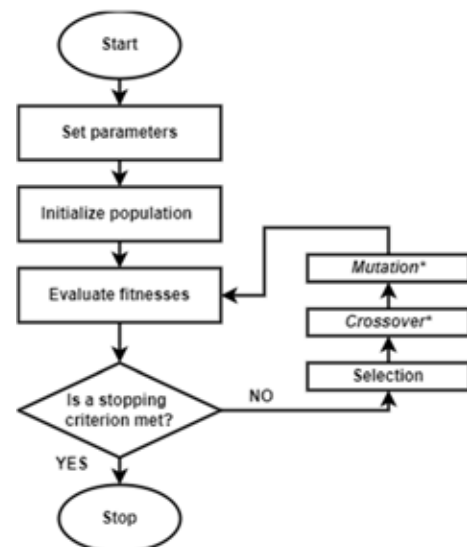 Start
Set parameters
Initialize population
Evaluate fitnesses
Mutation*
Crossover*
Selection
Is a stopping
criterion met?
NO
YES
Stop